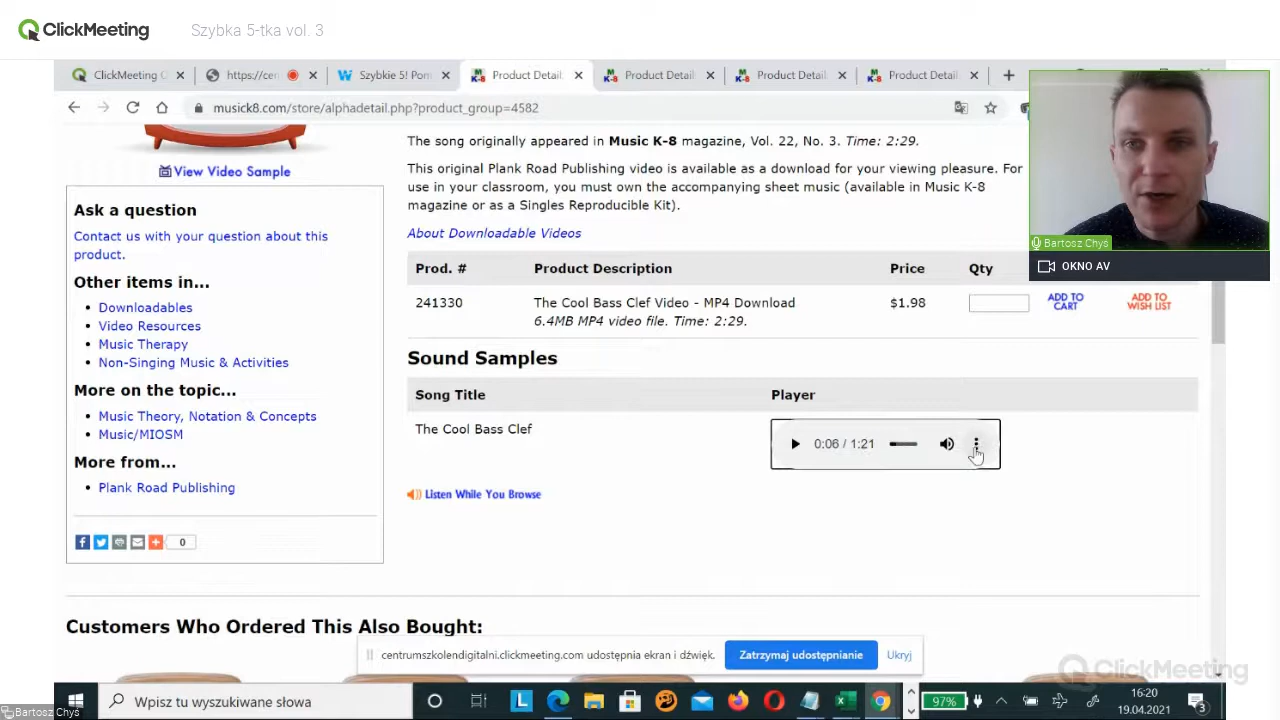 ClickMeeting
Szybka 5-tka vol. 3
ClickMeeting
https://cen
Szybkie 5! Pom
Product Detail
Product Detail
Product Detail
Product Detail
musick8.com/store/alphadetail.php?product_group=4582
View Video Sample
Ask a question
Contact us with your question about this
product.
Other items in...
Downloadables
Video Resources
Music Therapy
Non-Singing Music & Activities
More on the topic...
Music Theory, Notation & Concepts
Music/MIOSM
More from...
Plank Road Publishing
0
The song originally appeared in Music K-8 magazine, Vol. 22, No. 3. Time: 2:29.
This original Plank Road Publishing video is available as a download for your viewing pleasure. For
use in your classroom, you must own the accompanying sheet music (available in Music K-8
magazine or as a Singles Reproducible Kit).
About Downloadable Videos
Prod. # Product Description Price Qty
241330 The Cool Bass Clef Video - MP4 Download $1.98 ADD TO CART ADD TO WISH LIST
6.4MB MP4 video file. Time: 2:29.
Sound Samples
Song Title Player
The Cool Bass Clef 0:06 / 1:21
Listen While You Browse
Bartosz Chys
OKNO AV
Customers Who Ordered This Also Bought:
centrumszkolendigitalni.clickmeeting.com udostępnia ekran i dźwięk.
Zatrzymaj udostępnianie
Ukryj
ClickMeeting
Wpisz tu wyszukiwane słowa
97%
16:20
19.04.2021
3
Bartosz Chys